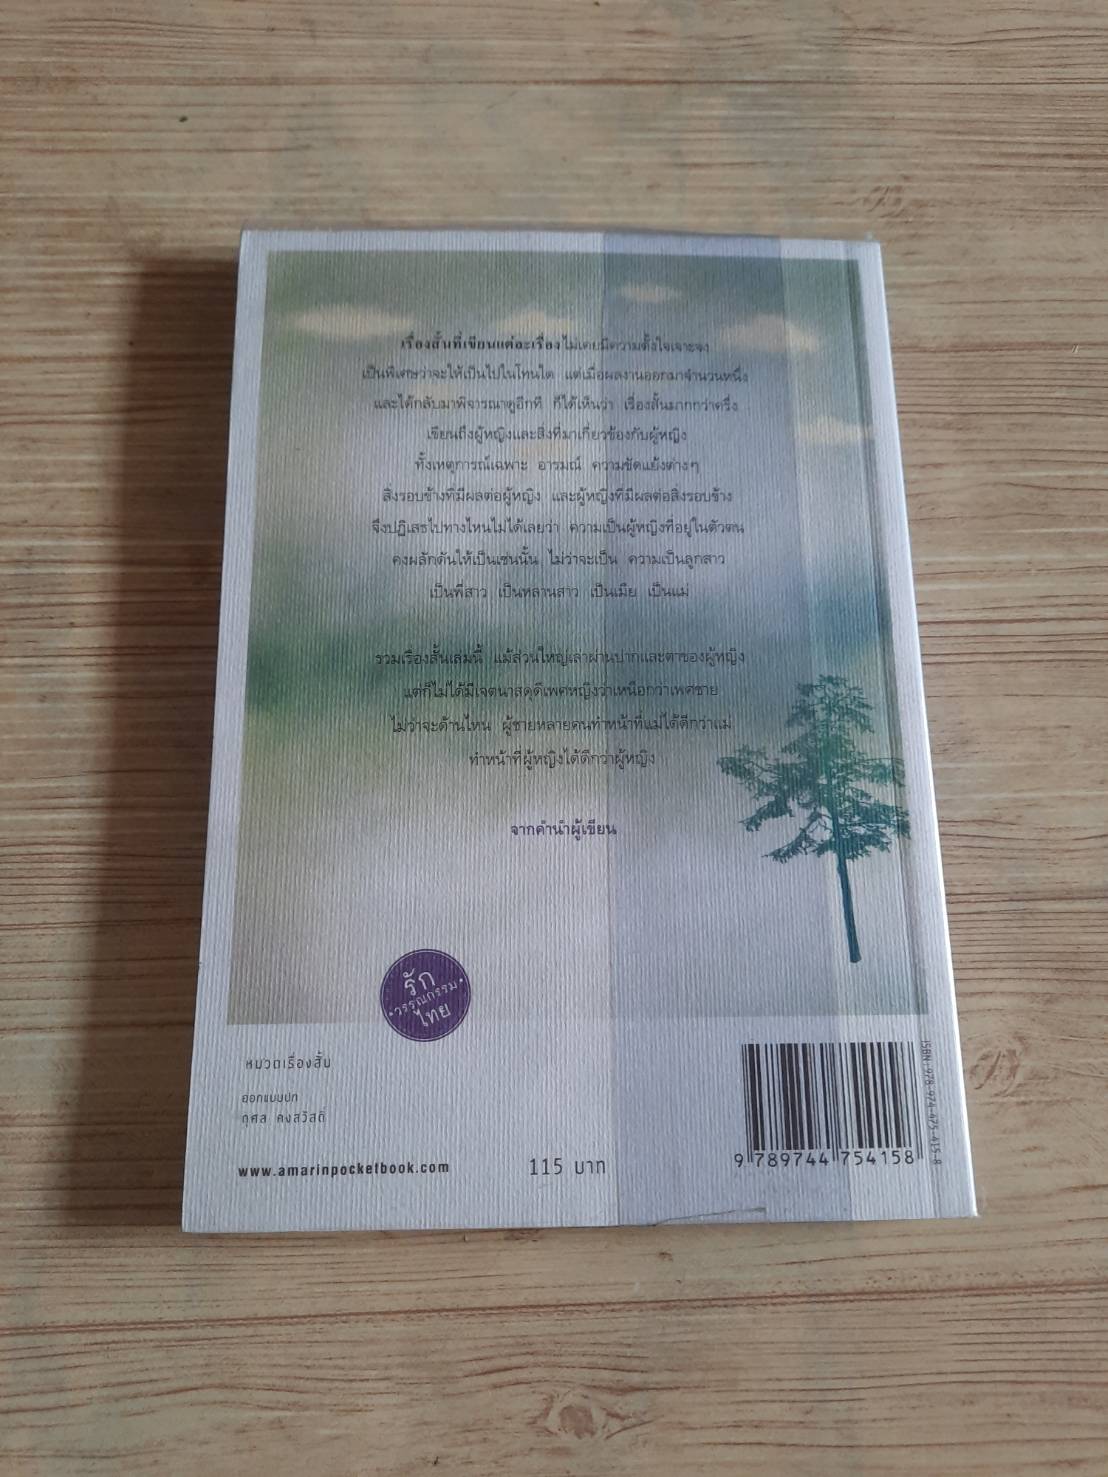 เรื่องสั้นที่เขียนแต่ละเรื่อง ไม่เคยมีความตั้งใจเจาะจง
เป็นพิเศษว่าจะให้เป็นไปในโทนใด แต่เมื่อผลงานออกมาจำนวนหนึ่ง
และได้กลับมาพิจารณาดูอีกที ก็ได้เห็นว่า เรื่องสั้นมากกว่าครึ่ง
เขียนถึงผู้หญิงและสิ่งที่มาเกี่ยวข้องกับผู้หญิง
ทั้งเหตุการณ์เฉพาะ อารมณ์ ความขัดแย้งต่างๆ
สิ่งรอบข้างที่มีผลต่อผู้หญิง และผู้หญิงที่มีผลต่อสิ่งรอบข้าง
จึงปฏิเสธไปทางไหนไม่ได้เลยว่า ความเป็นผู้หญิงที่อยู่ในตัวตน
คงผลักดันให้เป็นเช่นนั้น ไม่ว่าจะเป็น ความเป็นลูกสาว
เป็นพี่สาว เป็นหลานสาว เป็นเมีย เป็นแม่
รวมเรื่องสั้นเล่มนี้ แม้ส่วนใหญ่เล่าผ่านปากและตาของผู้หญิง
แต่ก็ไม่ได้มีเจตนาสดุดีเพศหญิงว่าเหนือกว่าเพศชาย
ไม่ว่าจะด้านไหน ผู้ชายหลายคนทำหน้าที่แม่ได้ดีกว่าแม่
ทำหน้าที่ผู้หญิงได้ดีกว่าผู้หญิง
จากคำนำผู้เขียน
รัก
วรรณกรรม
ไทย
หมวดเรื่องสั้น
ออกแบบปก
กุศล คงสวัสดิ์
www.amarinpocketbook.com
115 บาท
ISBN : 978-974-475-415-8
9 789744 754158